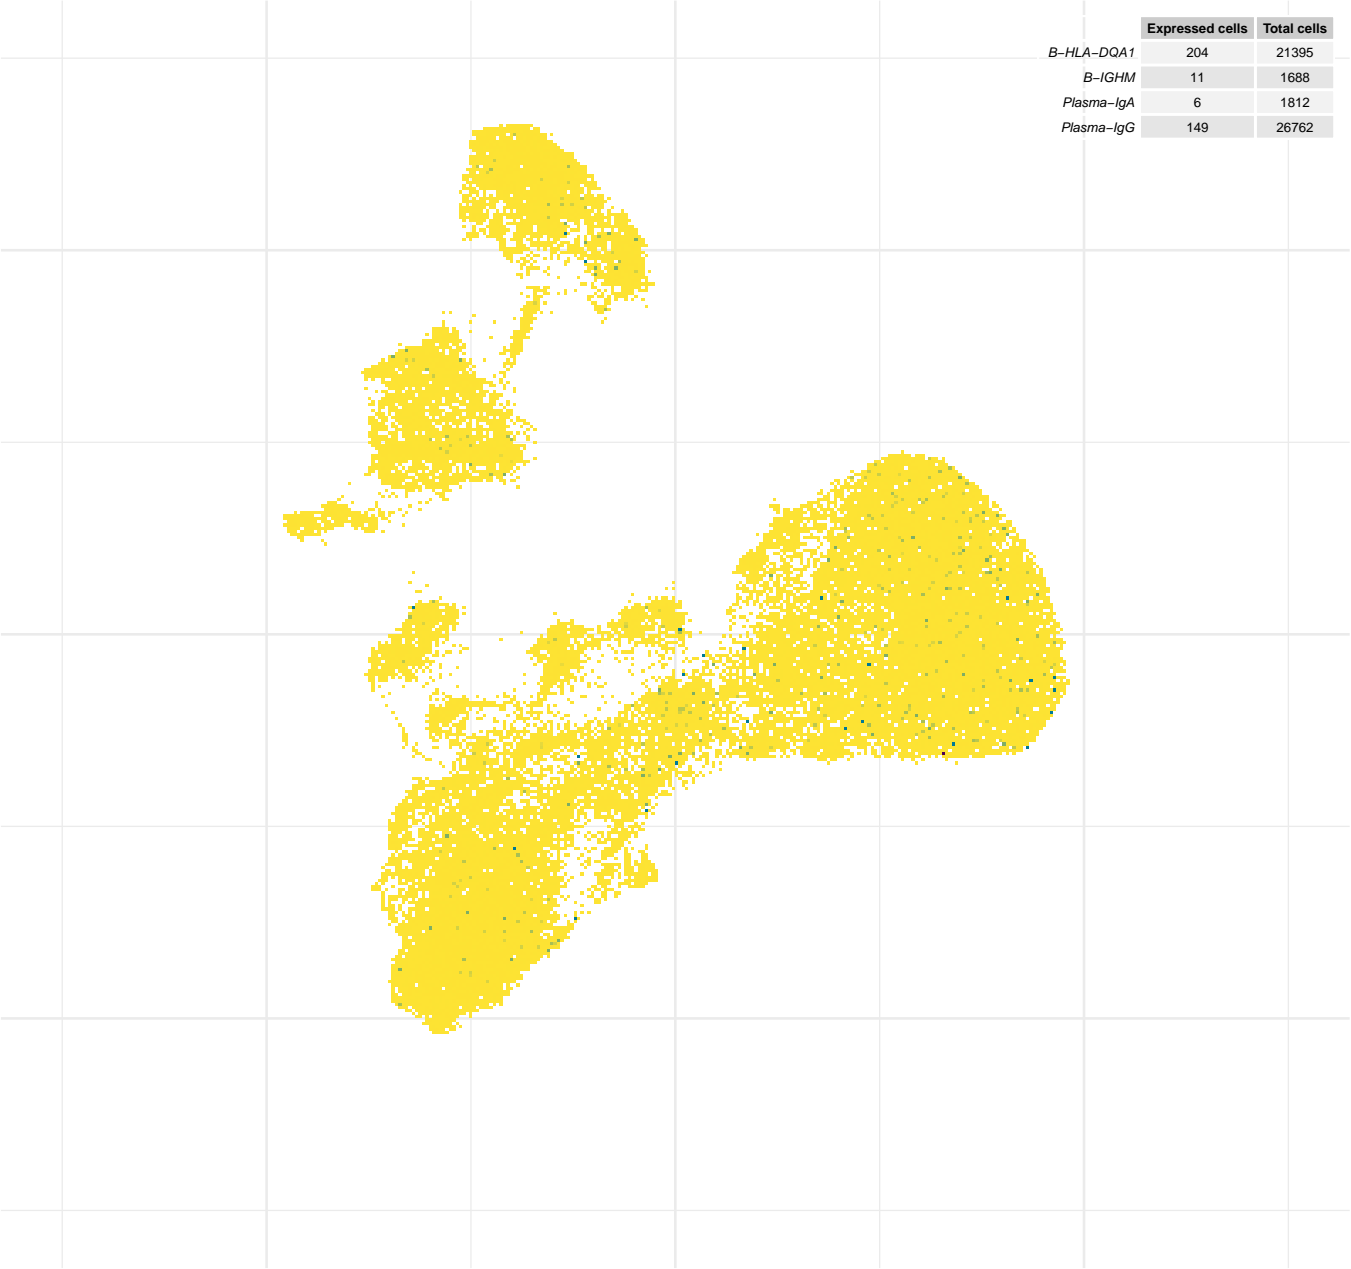 Expressed cells Total cells
B−HLA−DQA1 204 21395
B−IGHM 11 1688
Plasma−IgA 6 1812
Plasma−IgG 149 26762